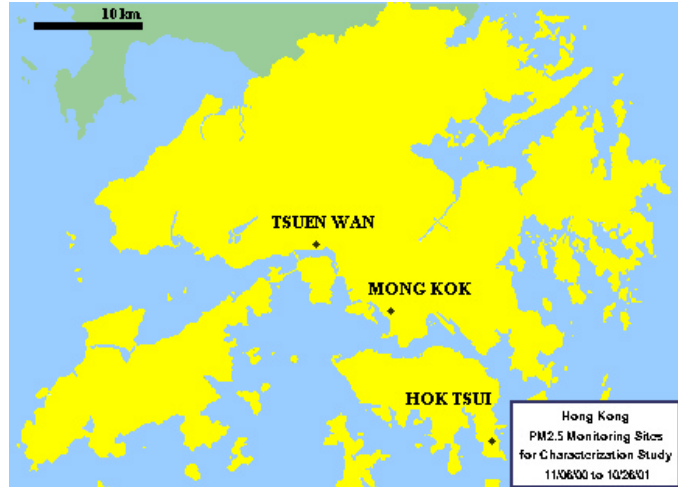 10 km
TSUEN WAN
MONG KOK
HOK TSUI
Hong Kong
PM2.5 Monitoring Sites
for Characterization Study
11/06/00 to 10/26/01